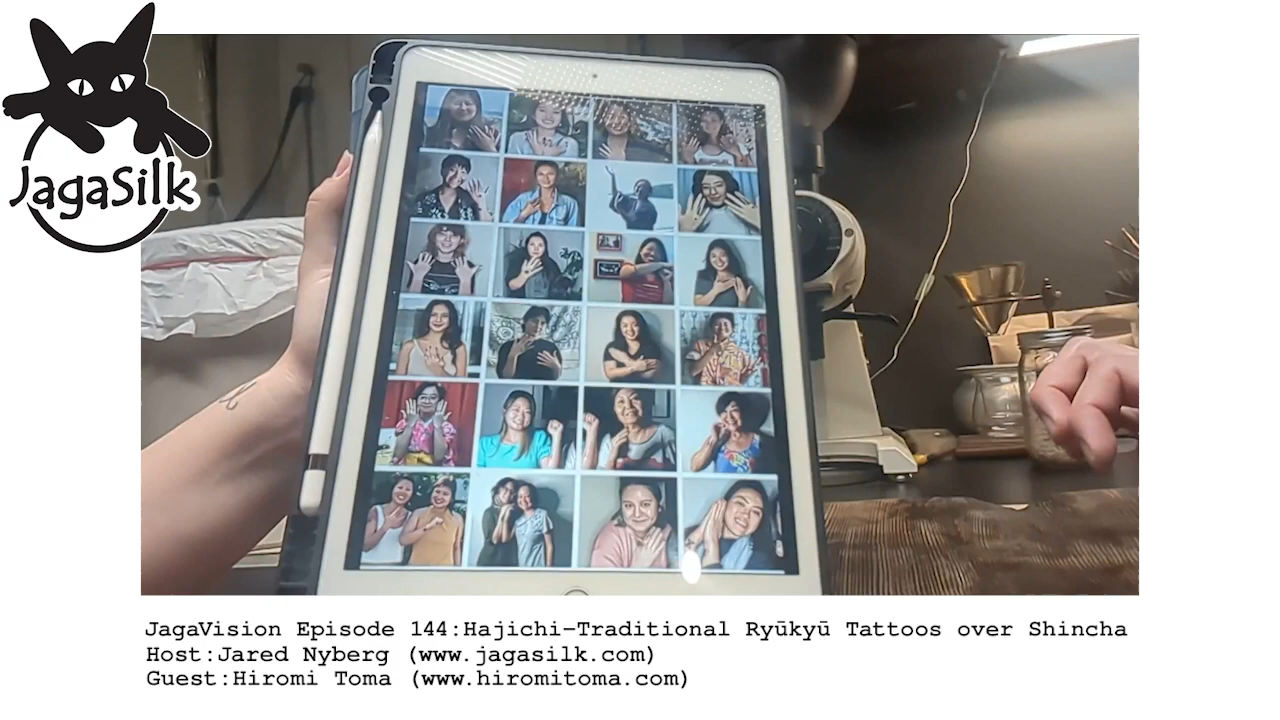 JagaSilk
JagaVision Episode 144:Hajichi-Traditional Ryūkyū Tattoos over Shincha
Host:Jared Nyberg (www.jagasilk.com)
Guest:Hiromi Toma (www.hiromitoma.com)